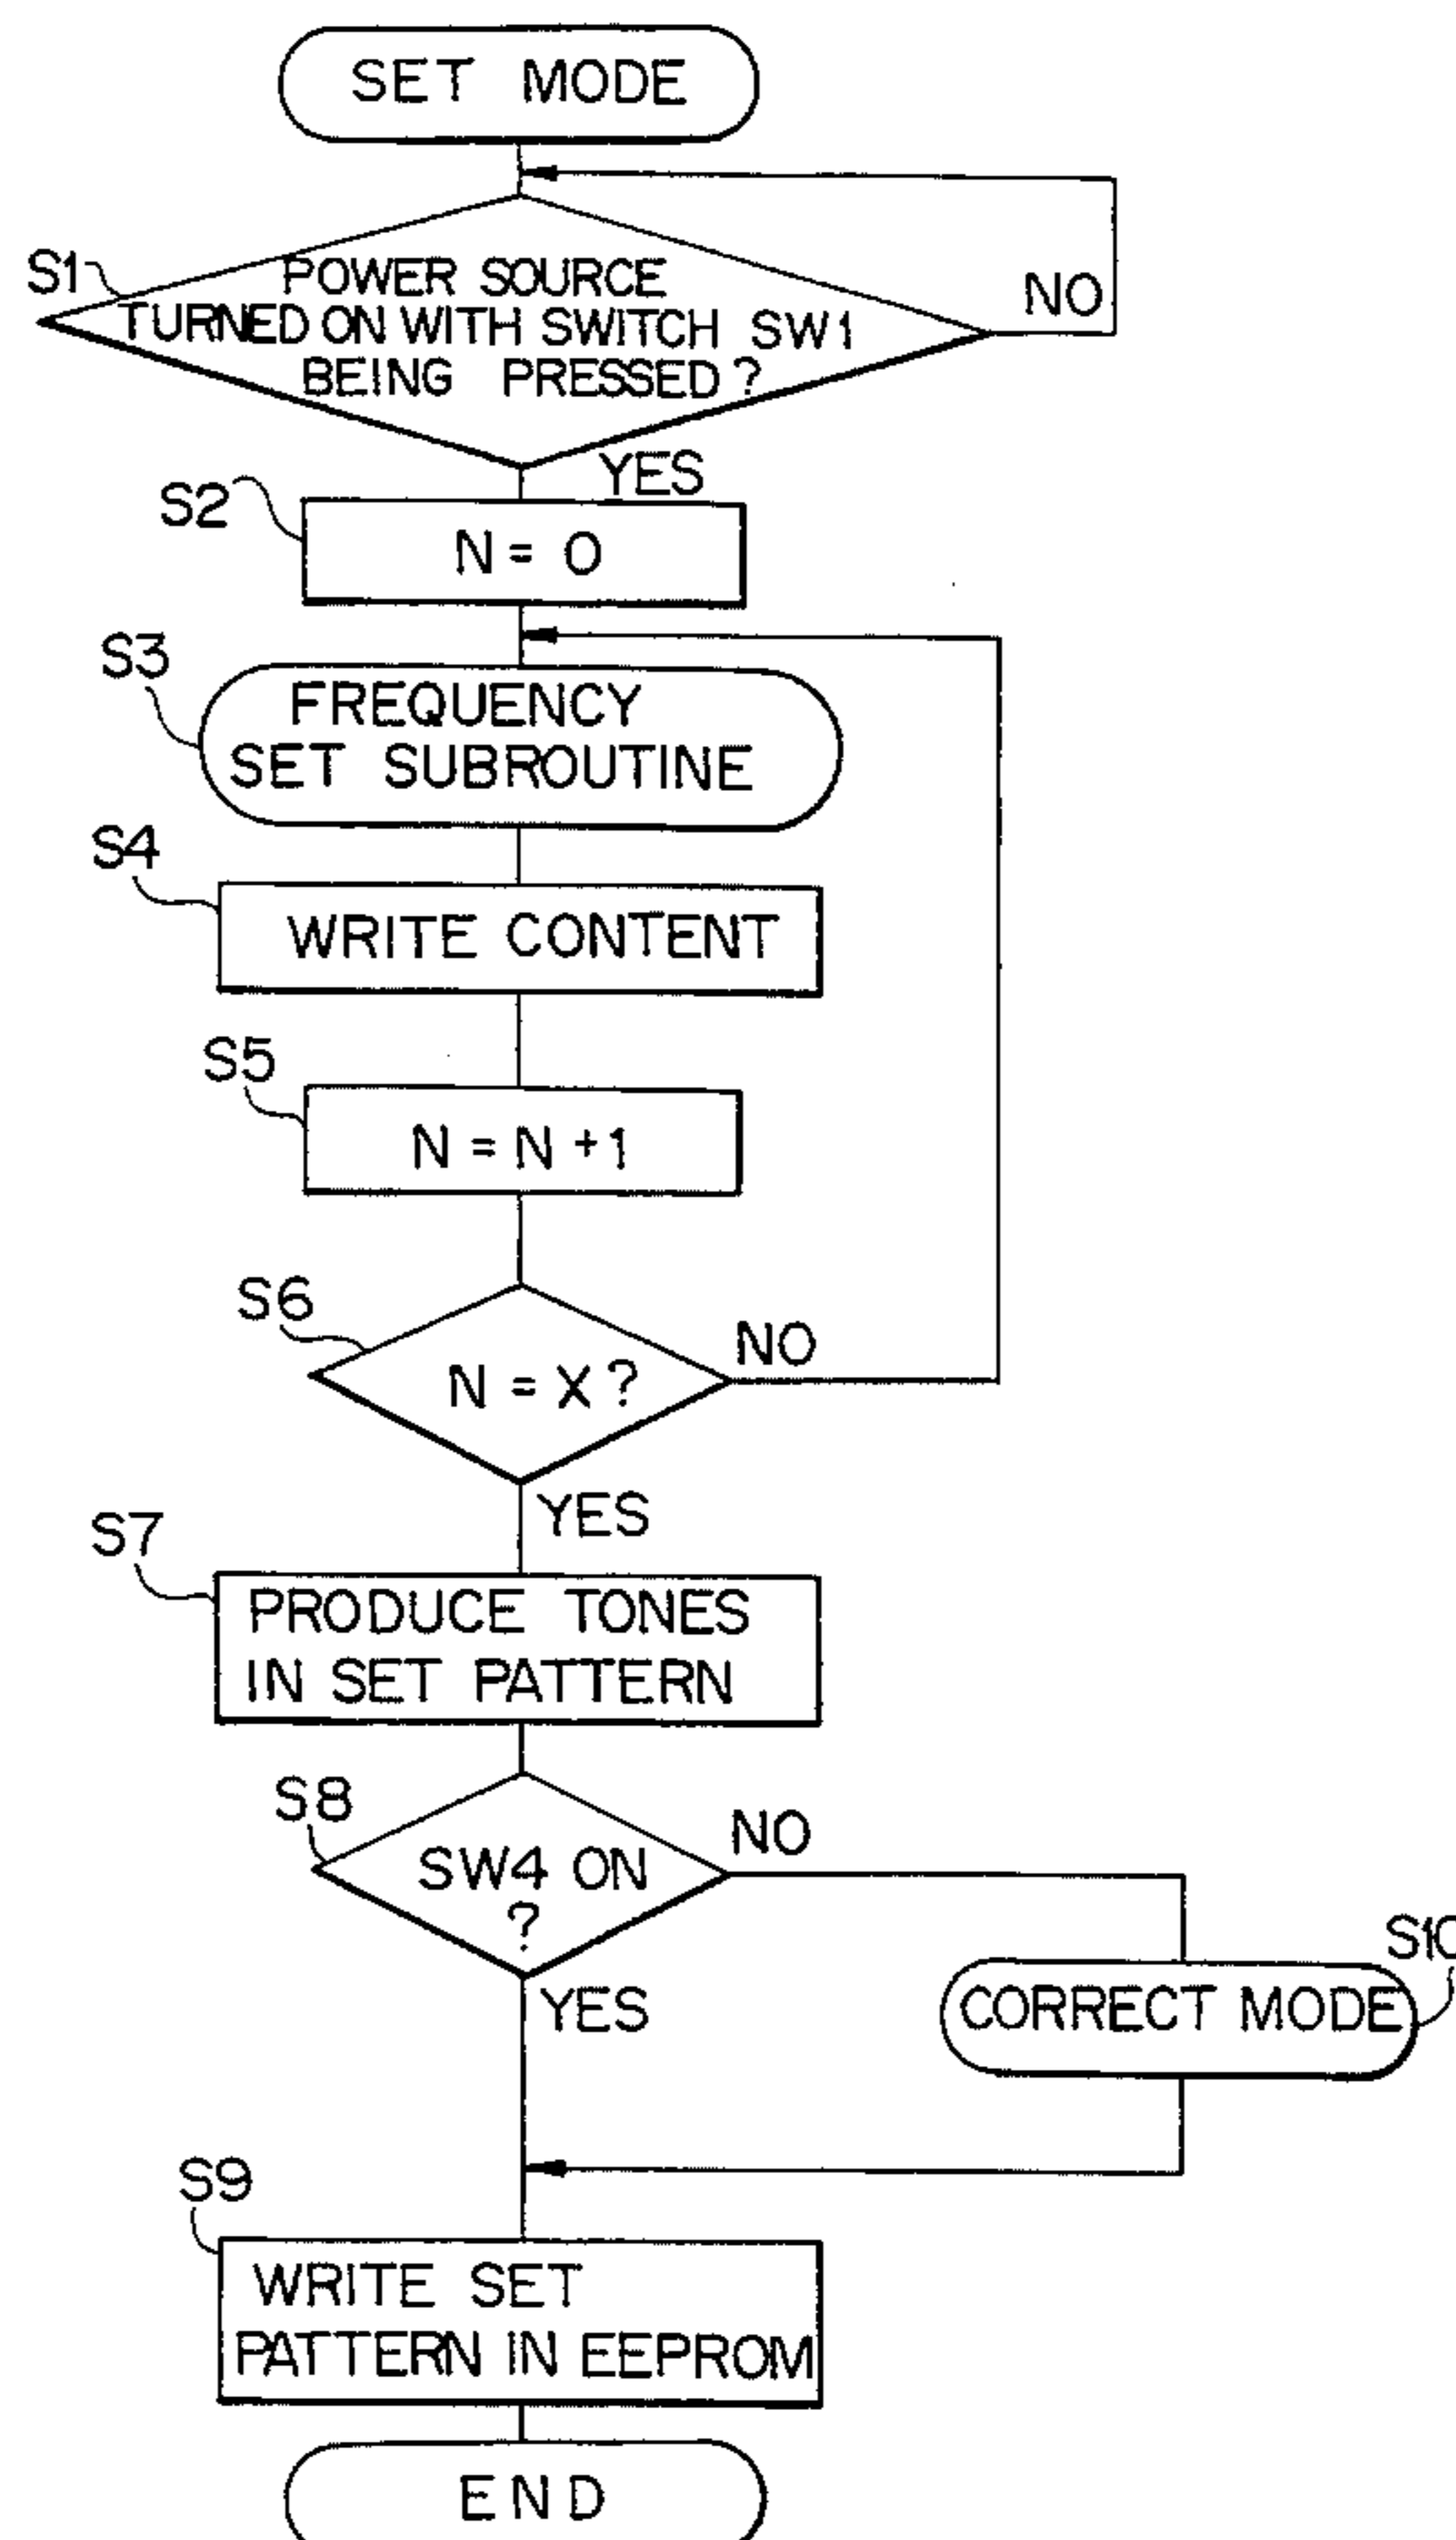 SET MODE
S1
POWER SOURCE
TURNED ON WITH SWITCH SW1
BEING PRESSED?
NO
YES
S2
N = 0
S3
FREQUENCY
SET SUBROUTINE
S4
WRITE CONTENT
S5
N = N +1
S6
N = X ?
NO
YES
S7
PRODUCE TONES
IN SET PATTERN
S8
SW4 ON
?
NO
YES
S10
CORRECT MODE
S9
WRITE SET
PATTERN IN EEPROM
END